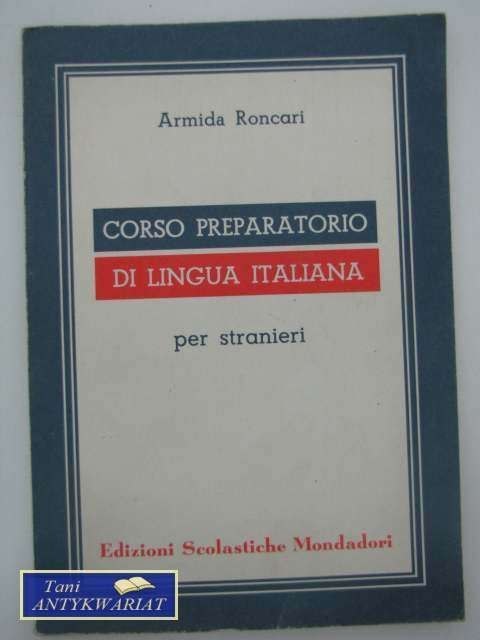 Armida Roncari
CORSO PREPARATORIO
DI LINGUA ITALIANA
per stranieri
Edizioni Scolastiche Mondadori
Tani
ANTYKWARIAT